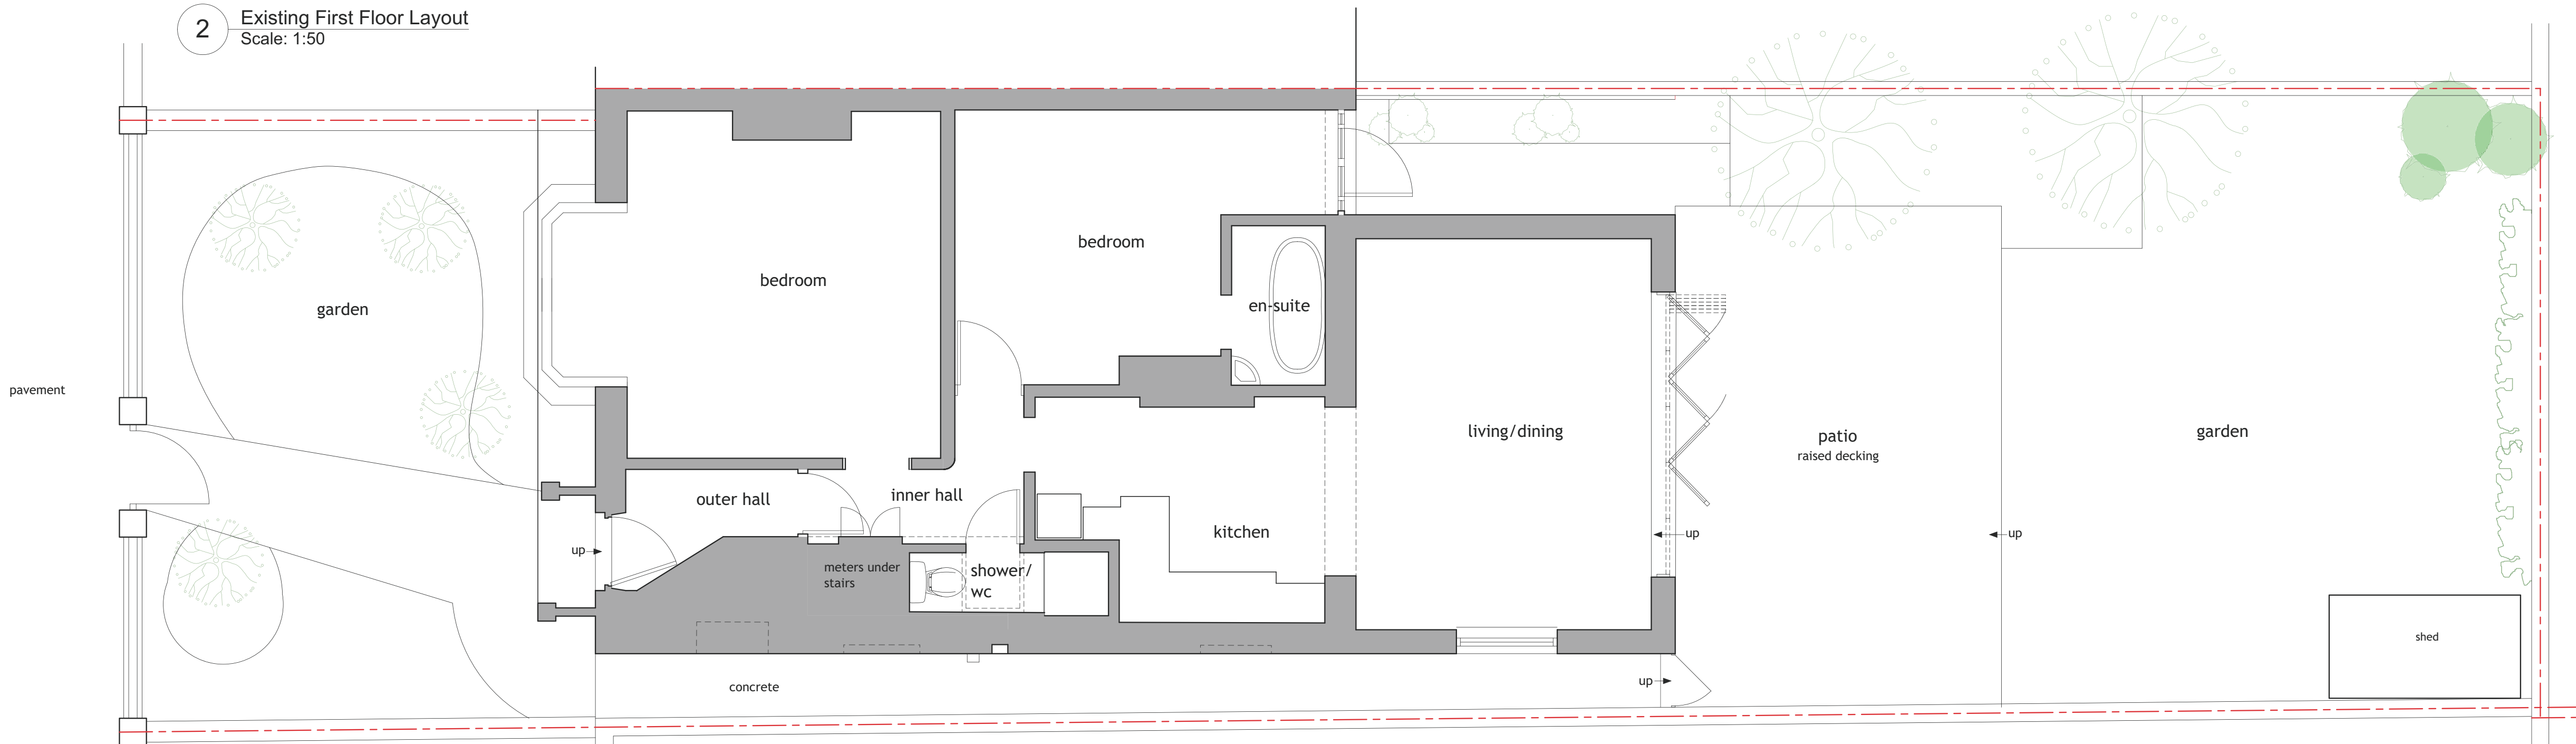 2
Existing First Floor Layout
Scale: 1:50
bedroom
bedroom
en-suite
garden
pavement
living/dining
patio
raised decking
garden
outer hall
inner hall
kitchen
up
up
up
meters under
stairs
shower/
wc
shed
concrete
up